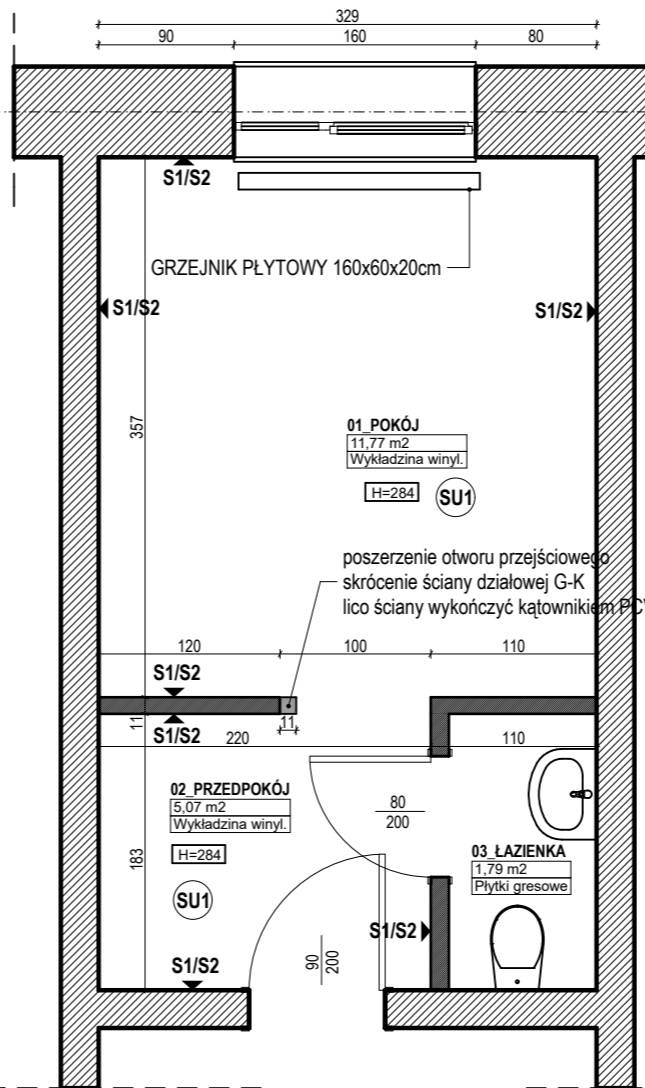 329
90
160
80
S1/S2
GRZEJNIK PŁYTOWY 160x60x20cm
S1/S2
S1/S2
357
01_POKÓJ
11,77 m2
Wykładzina winyl.
H=284
SU1
poszerzenie otworu przejściowego
skrócenie ściany działowej G-K
lico ściany wykończyć kątownikiem
120
100
110
S1/S2
11
11
S1/S2
220
110
02_PRZEDPOKÓJ
5,07 m2
Wykładzina winyl.
H=284
SU1
80
200
183
03_ŁAZIENKA
1,79 m2
Płytki gresowe
S1/S2
S1/S2
90
200